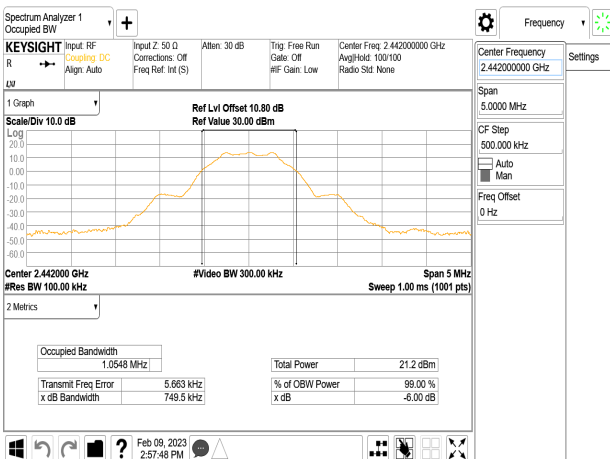 Spectrum Analyzer 1
Occupied BW
Frequency
KEYSIGHT
R
Input: RF
Coupling: DC
Align: Auto
Input Z: 50 Ω
Corrections: Off
Freq Ref: Int (S)
Atten: 30 dB
Trig: Free Run
Gate: Off
#IF Gain: Low
Center Freq: 2.442000000 GHz
Avg|Hold: 100/100
Radio Std: None
Center Frequency
2.442000000 GHz
Settings
Span
5.0000 MHz
CF Step
500.000 kHz
Auto
Man
Freq Offset
0 Hz
1 Graph
Scale/Div 10.0 dB
Ref Lvl Offset 10.80 dB
Ref Value 30.00 dBm
Log
20.0
10.0
0.00
-10.0
-20.0
-30.0
-40.0
-50.0
-60.0
Center 2.442000 GHz
#Video BW 300.00 kHz
Span 5 MHz
#Res BW 100.00 kHz
Sweep 1.00 ms (1001 pts)
2 Metrics
Occupied Bandwidth
1.0548 MHz
Total Power 21.2 dBm
Transmit Freq Error 5.663 kHz
% of OBW Power 99.00 %
x dB Bandwidth 749.5 kHz
x dB -6.00 dB
?
Feb 09, 2023
2:57:48 PM